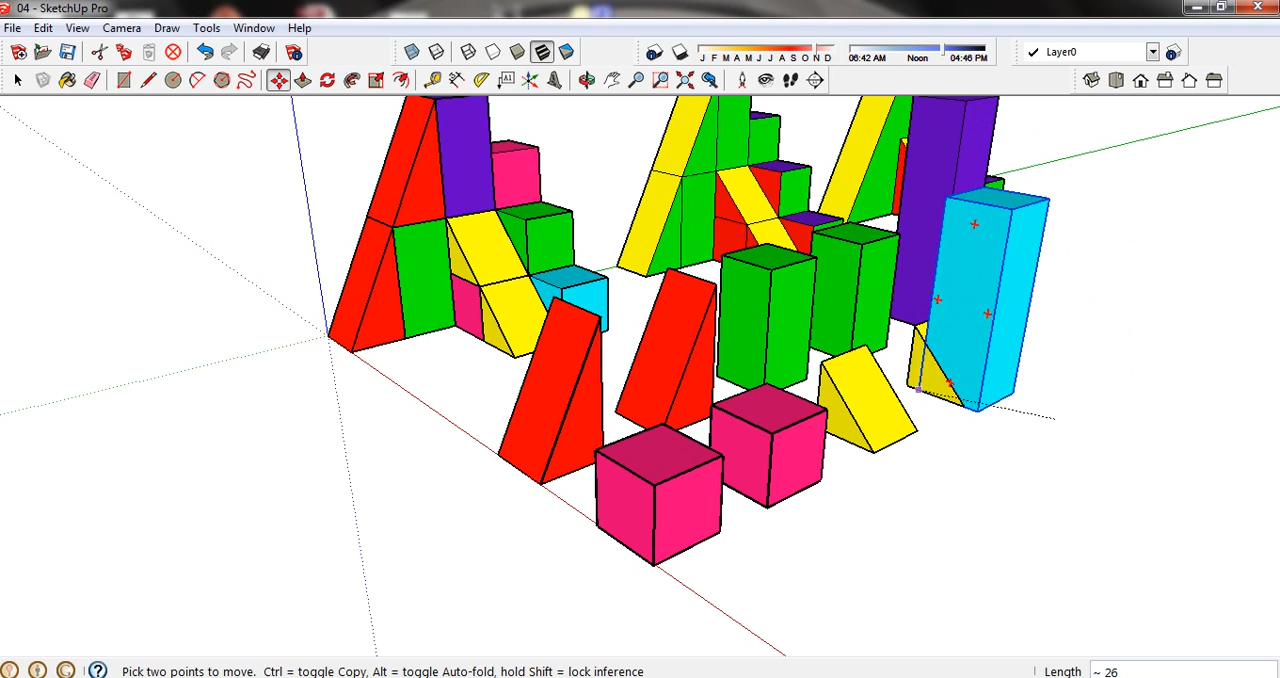 04 - SketchUp Pro
File Edit View Camera Draw Tools Window Help
J F M A M J J A S O N D 06:42 AM Noon 04:46 PM Layer0
A1
Pick two points to move. Ctrl = toggle Copy, Alt = toggle Auto-fold, hold Shift = lock inference Length ~ 26